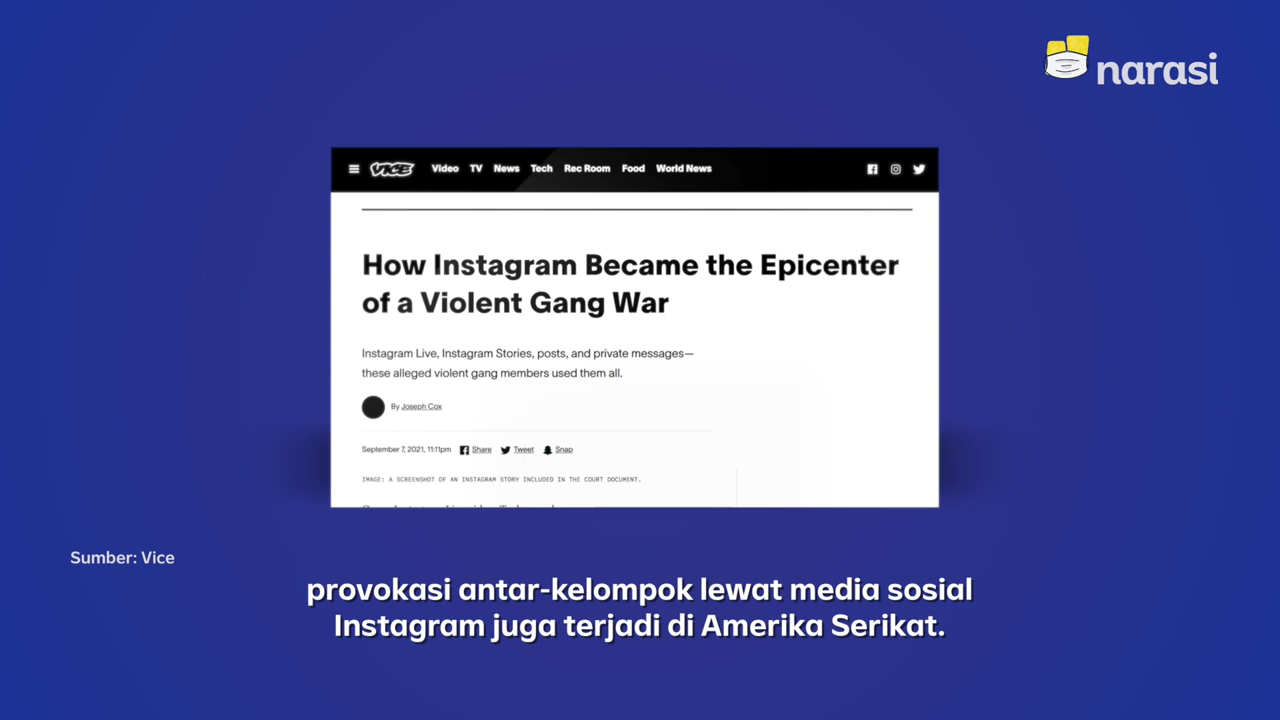 narasi
VICE Video TV News Tech Rec Room Food World News
How Instagram Became the Epicenter
of a Violent Gang War
Instagram Live, Instagram Stories, posts, and private messages—
these alleged violent gang members used them all.
By Joseph Cox
September 7, 2021, 11:11pm Share Tweet Snap
IMAGE: A SCREENSHOT OF AN INSTAGRAM STORY INCLUDED IN THE COURT DOCUMENT.
Sumber: Vice
provokasi antar-kelompok lewat media sosial
Instagram juga terjadi di Amerika Serikat.